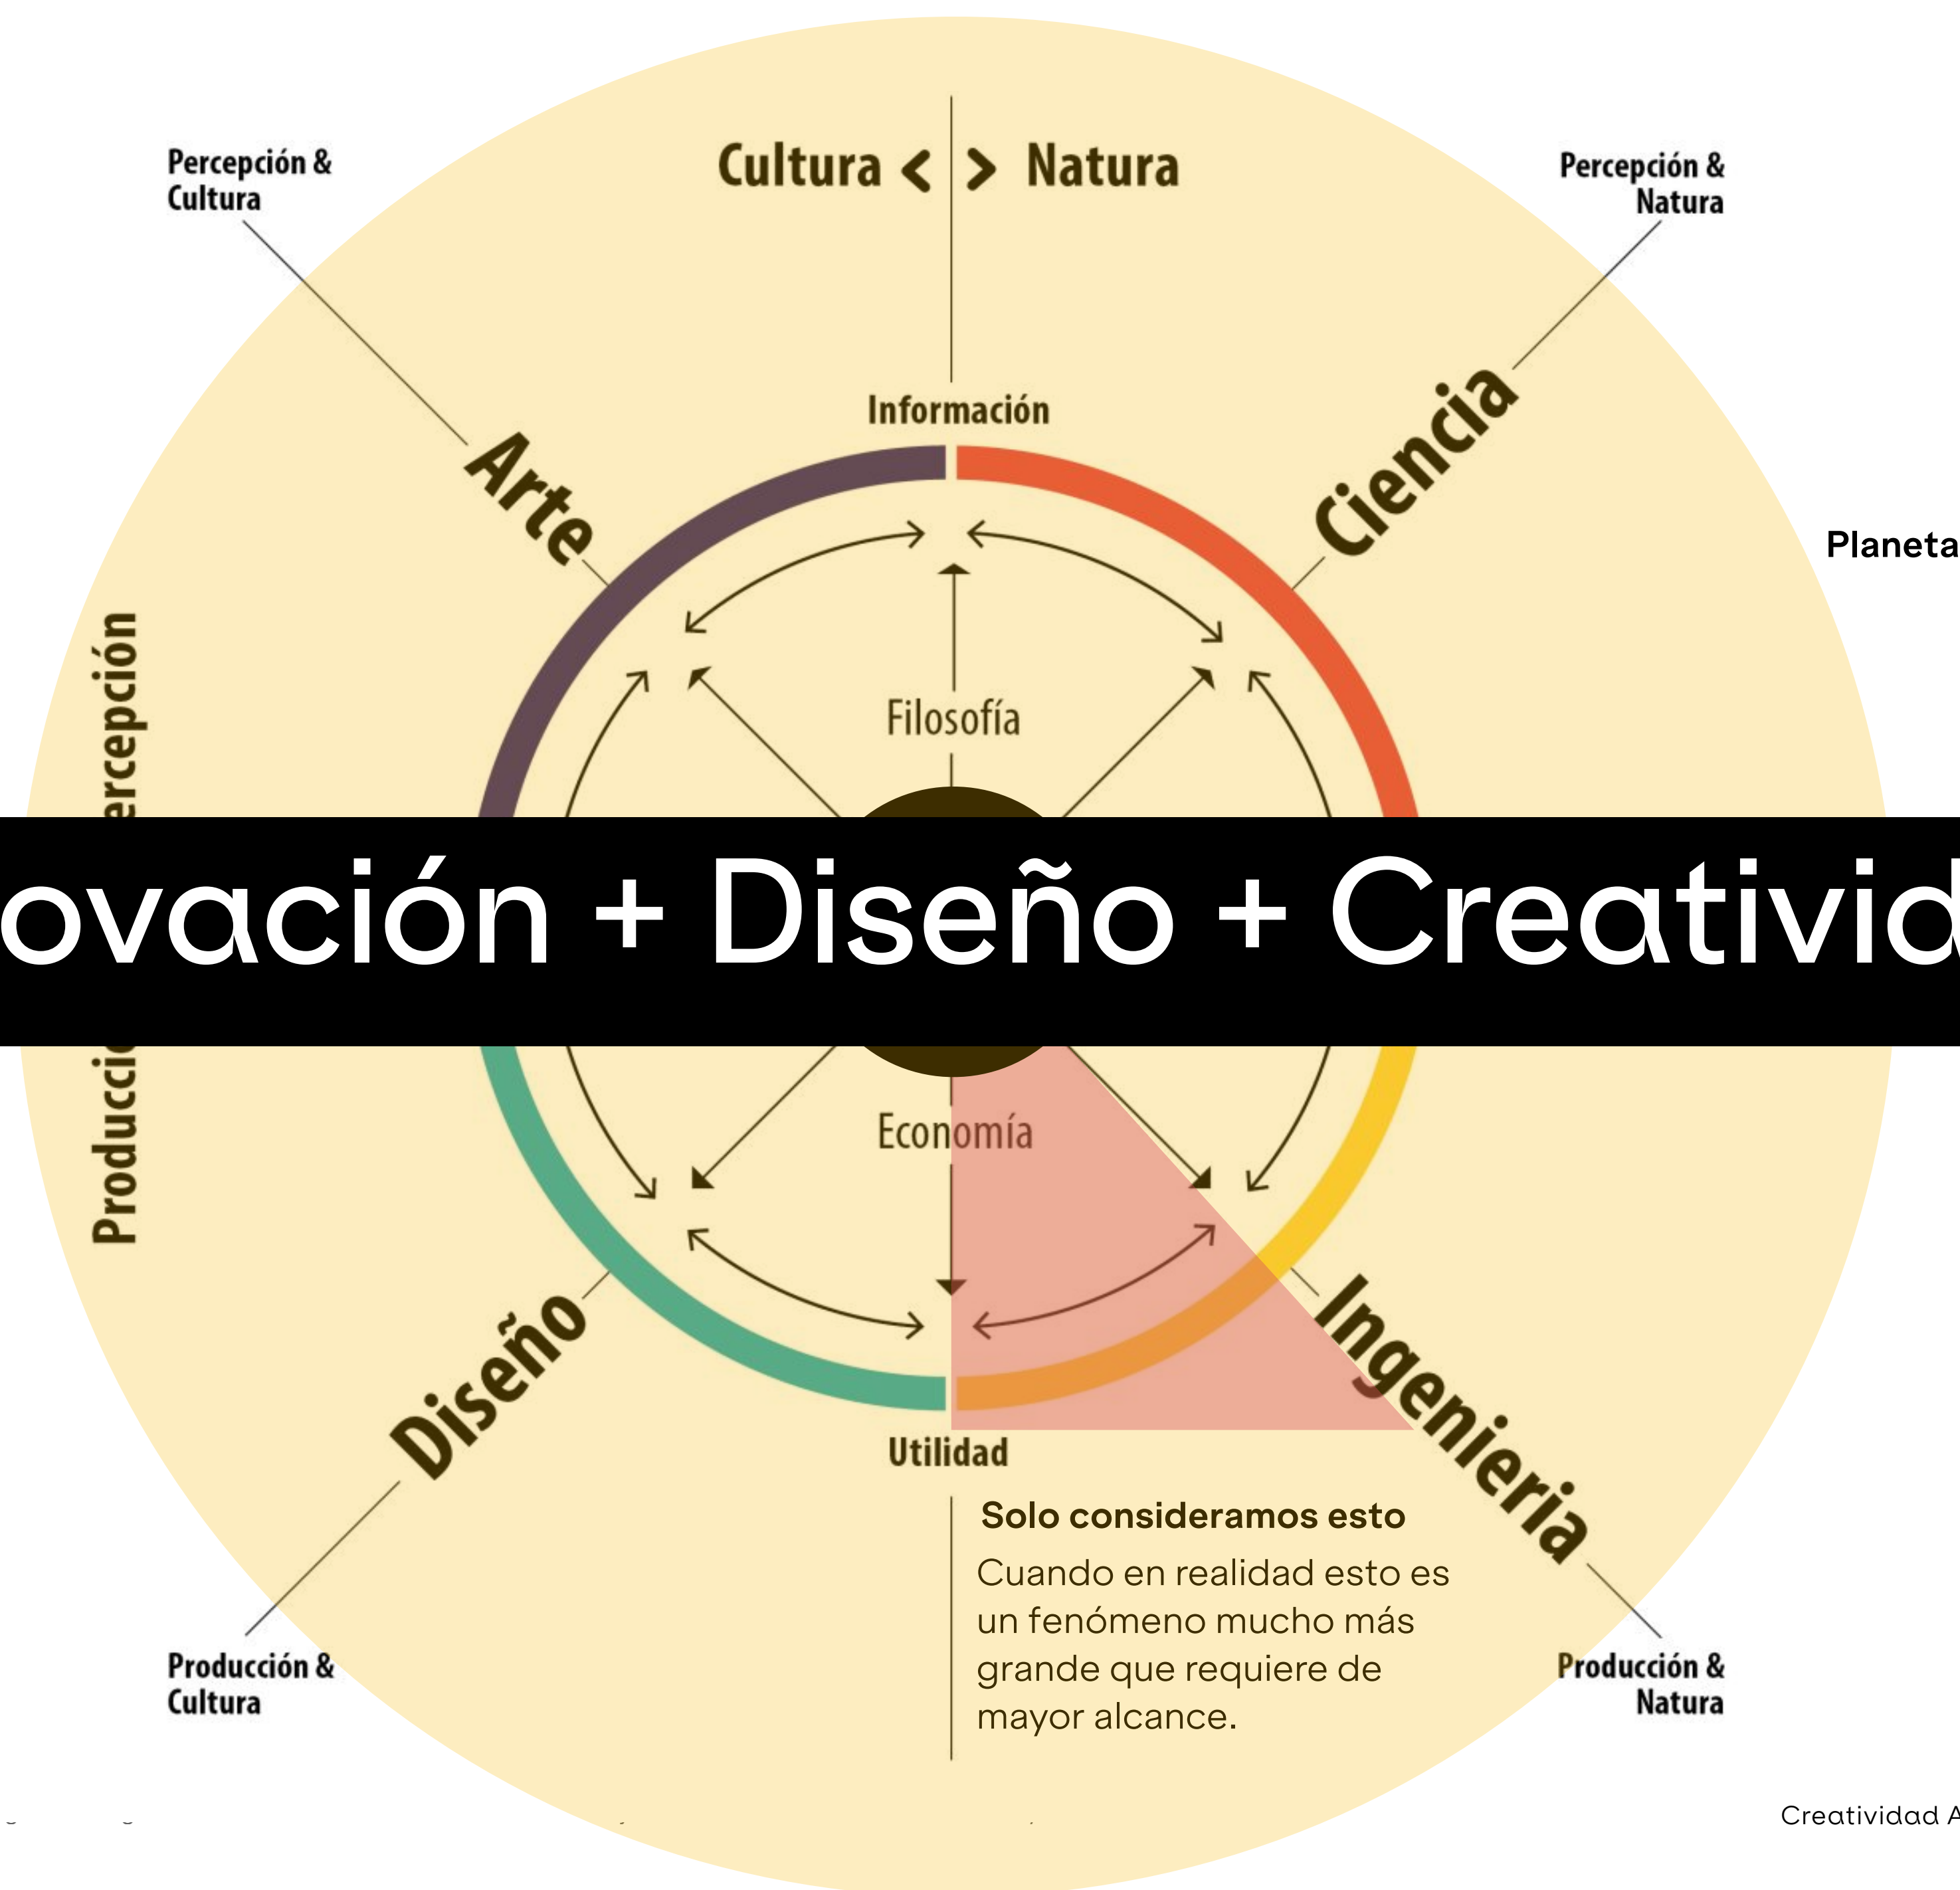 Percepción &
Cultura
Cultura < > Natura
Percepción &
Natura
Información
Arte
Ciencia
Planeta
ercepción
Filosofía
ovación + Diseño + Creativid
Producci
Economía
Diseño
Ingenieria
Utilidad
Solo consideramos esto
Cuando en realidad esto es
un fenómeno mucho más
grande que requiere de
mayor alcance.
Producción &
Cultura
Producción &
Natura
Creatividad A